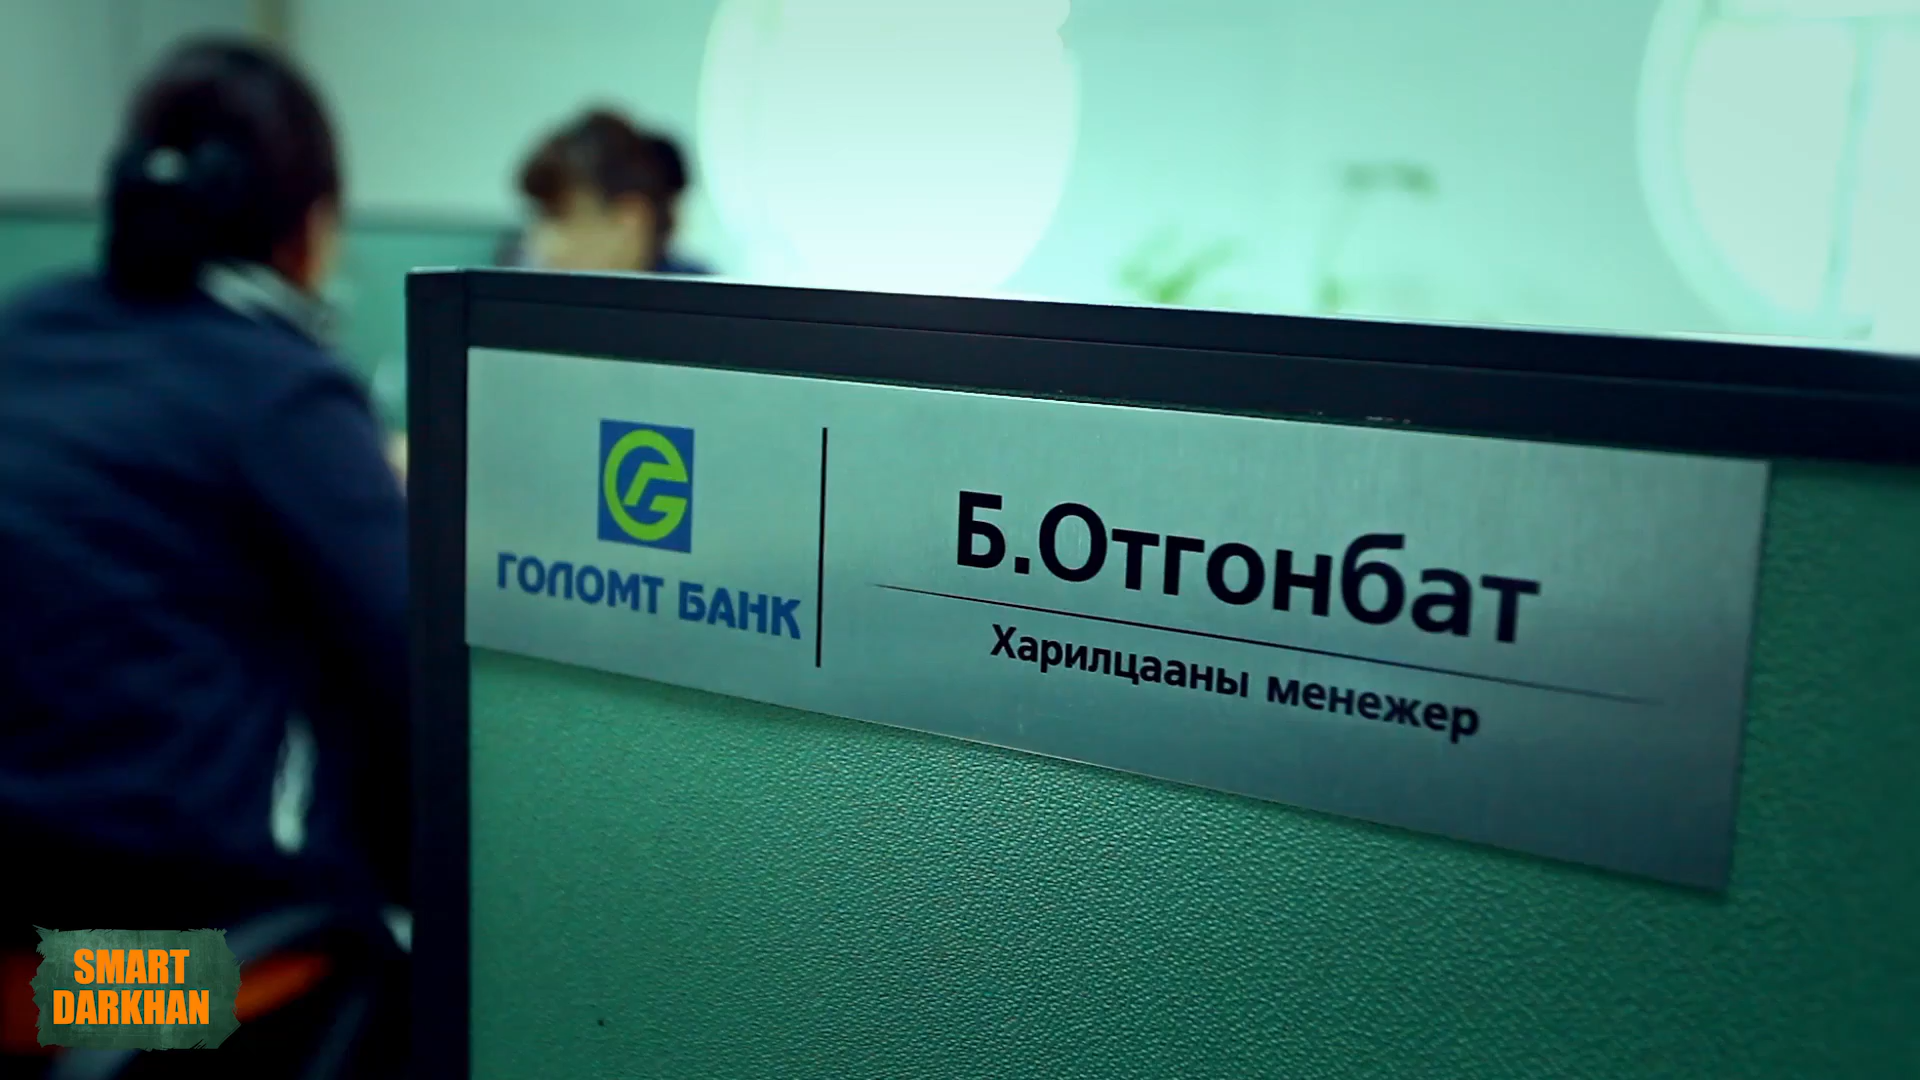 ГОЛОМТ БАНК
Б.Отгонбат
Харилцааны менежер
SMART
DARKHAN